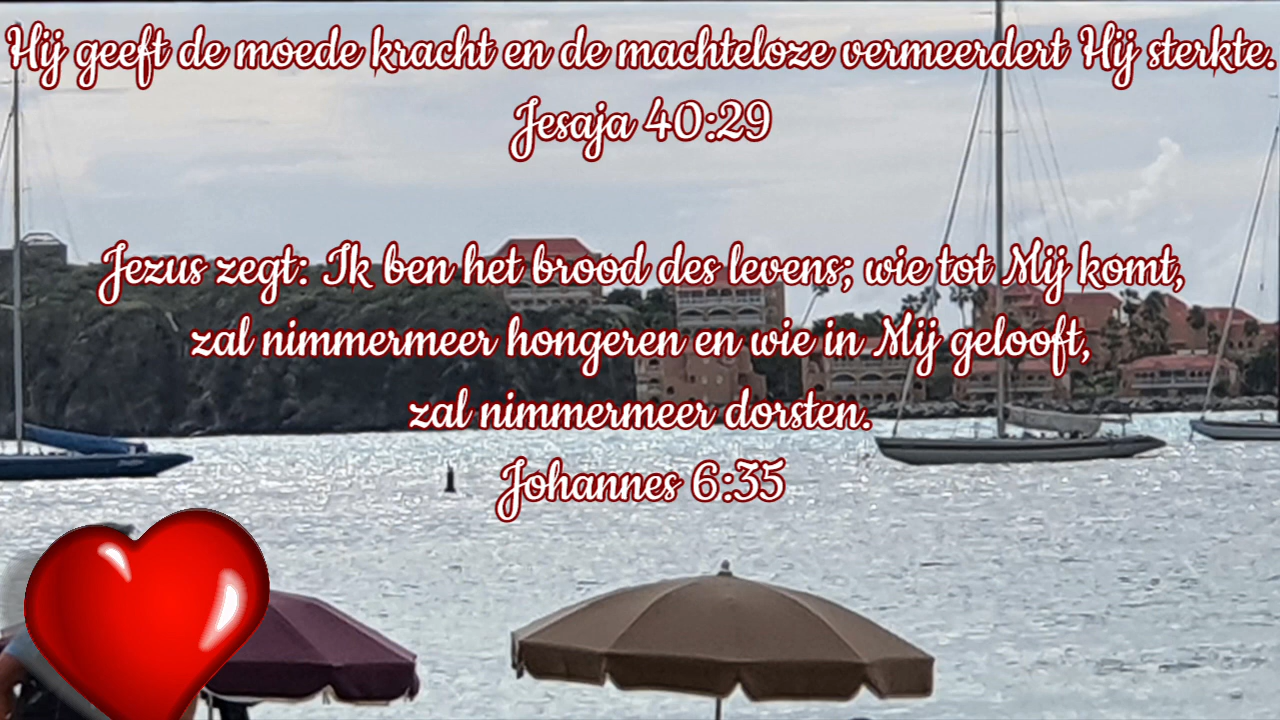 Hij geeft de moede kracht en de machteloze vermeerdert Hij sterkte.
Jesaja 40:29
Jezus zegt: Ik ben het brood des levens; wie tot Mij komt,
zal nimmermeer hongeren en wie in Mij gelooft,
zal nimmermeer dorsten.
Johannes 6:35